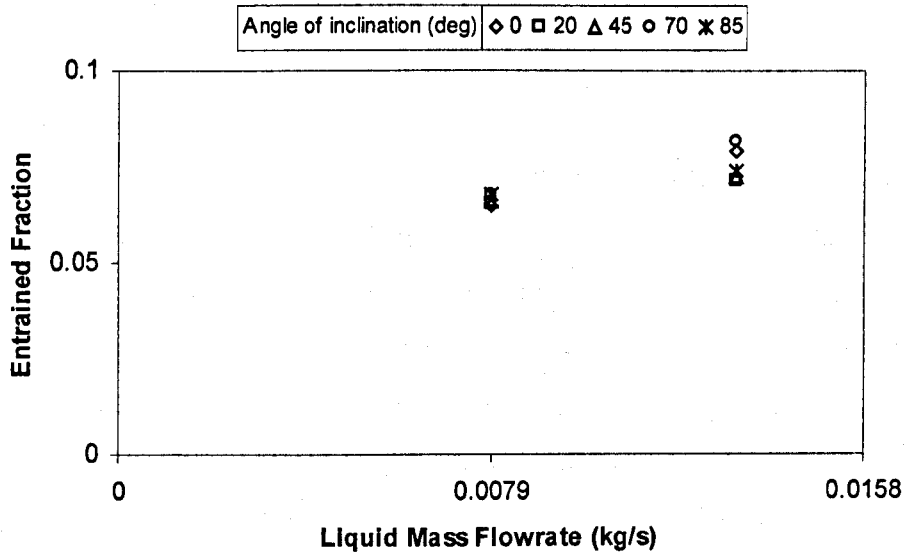 Angle of inclination (deg) 0 20 45 70 85
0.1
0.05
0
0 0.0079 0.0158
Entrained Fraction
Liquid Mass Flowrate (kg/s)